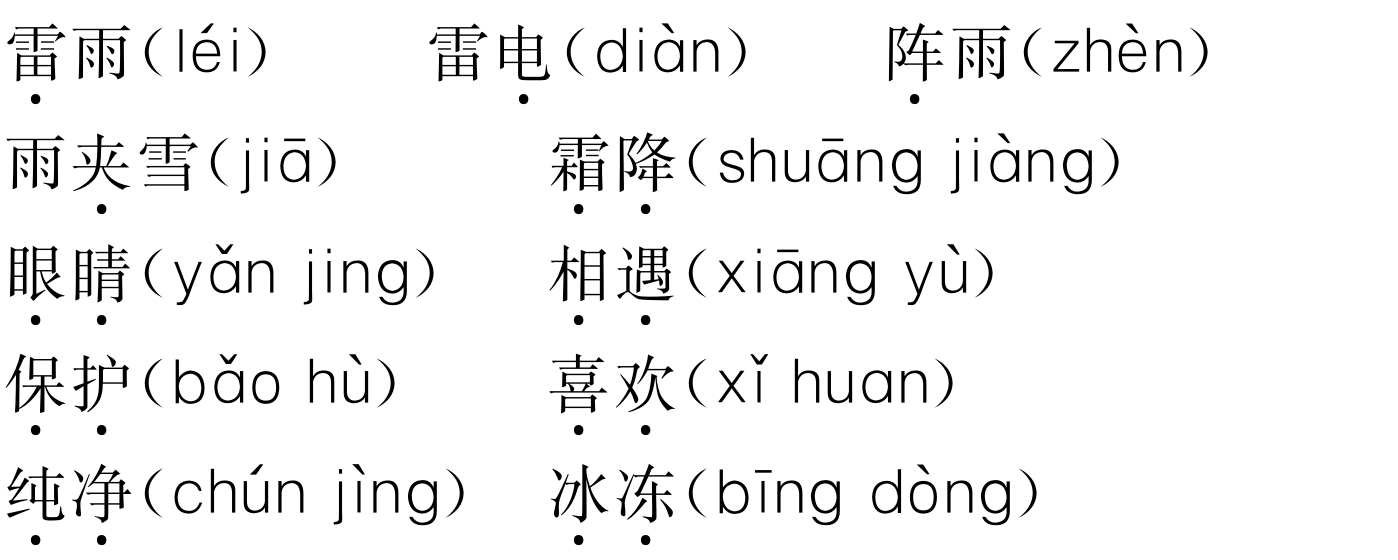 雷雨(léi) 雷电(diàn) 阵雨(zhèn)
雨夹雪(jiā) 霜降(shuāng jiàng)
眼睛(yǎn jing) 相遇(xiāng yù)
保护(bǎo hù) 喜欢(xǐ huan)
纯净(chún jìng) 冰冻(bīng dòng)